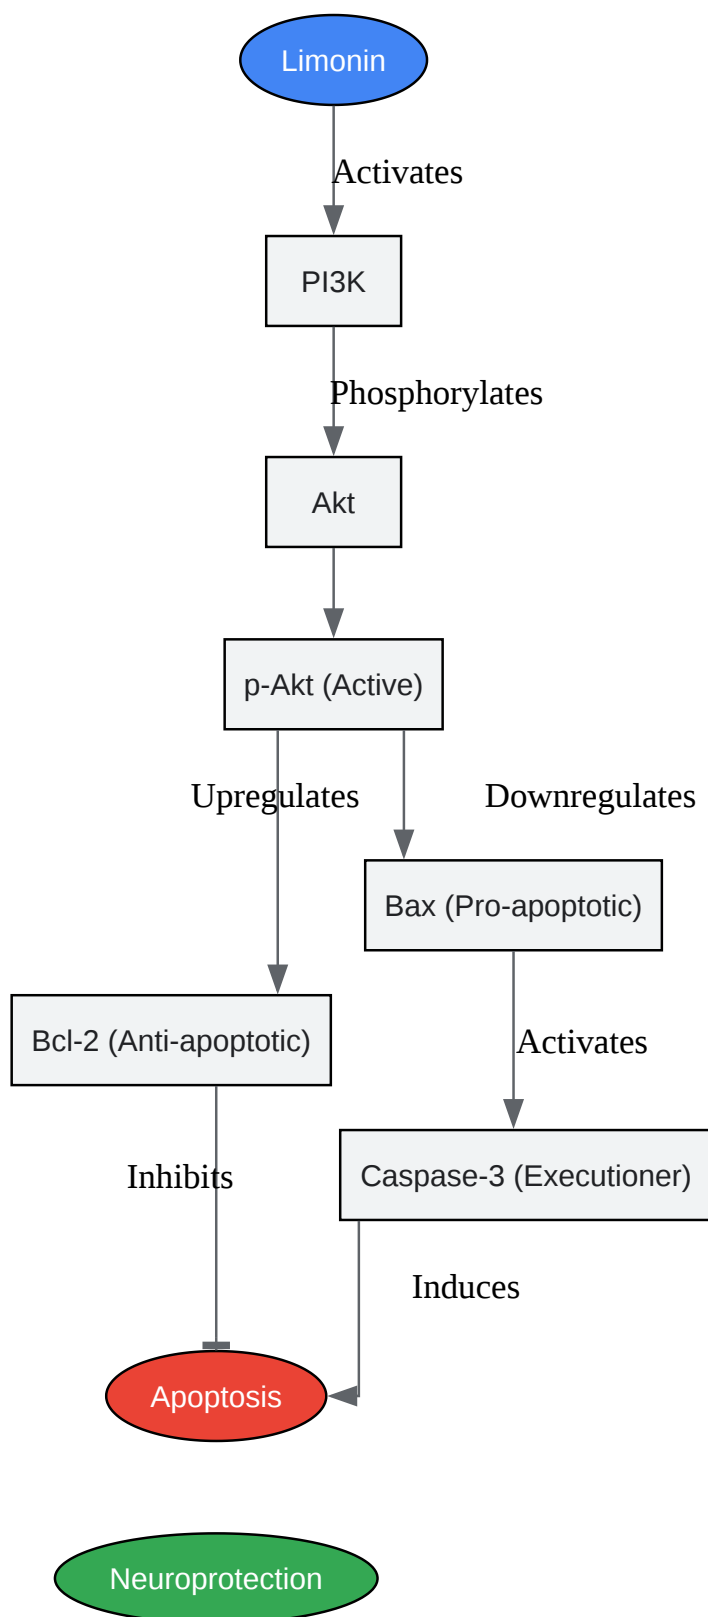 Limonin
Activates
PI3K
Phosphorylates
Akt
p-Akt (Active)
Upregulates
Downregulates
Bax (Pro-apoptotic)
Bcl-2 (Anti-apoptotic)
Activates
Inhibits
Caspase-3 (Executioner)
Induces
Apoptosis
Neuroprotection